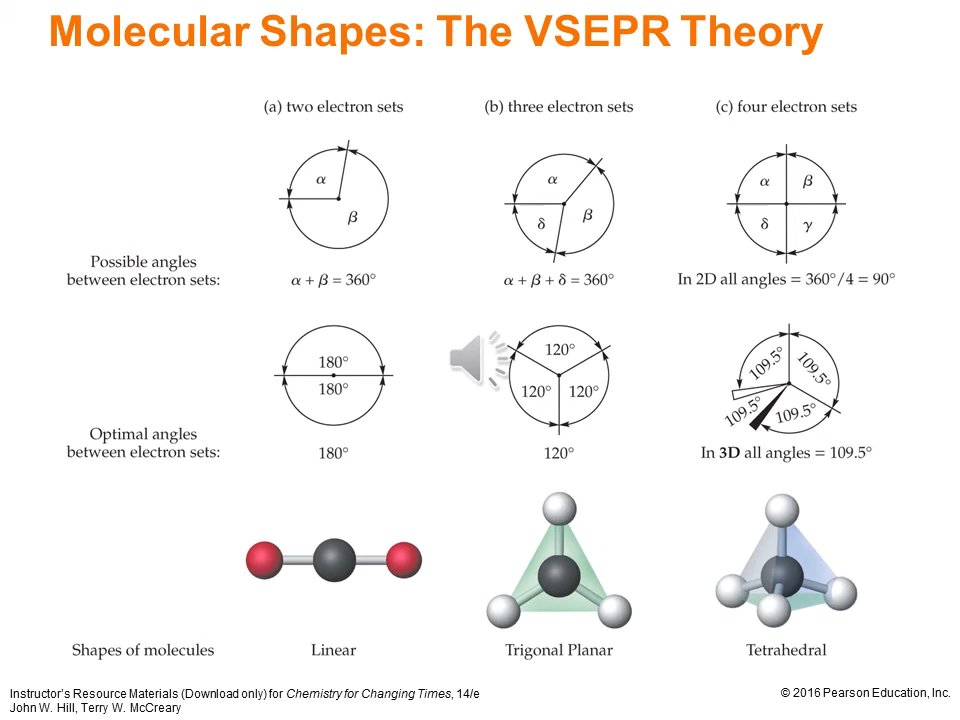 Molecular Shapes: The VSEPR Theory
(a) two electron sets
(b) three electron sets
(c) four electron sets
α
β
α
β
δ
α
β
δ
γ
Possible angles
between electron sets:
α + β = 360°
α + β + δ = 360°
In 2D all angles = 360°/4 = 90°
180°
180°
120°
120°
120°
109.5°
109.5°
109.5°
109.5°
Optimal angles
between electron sets:
180°
120°
In 3D all angles = 109.5°
Shapes of molecules
Linear
Trigonal Planar
Tetrahedral
Instructor's Resource Materials (Download only) for Chemistry for Changing Times, 14/e
John W. Hill, Terry W. McCreary
© 2016 Pearson Education, Inc.